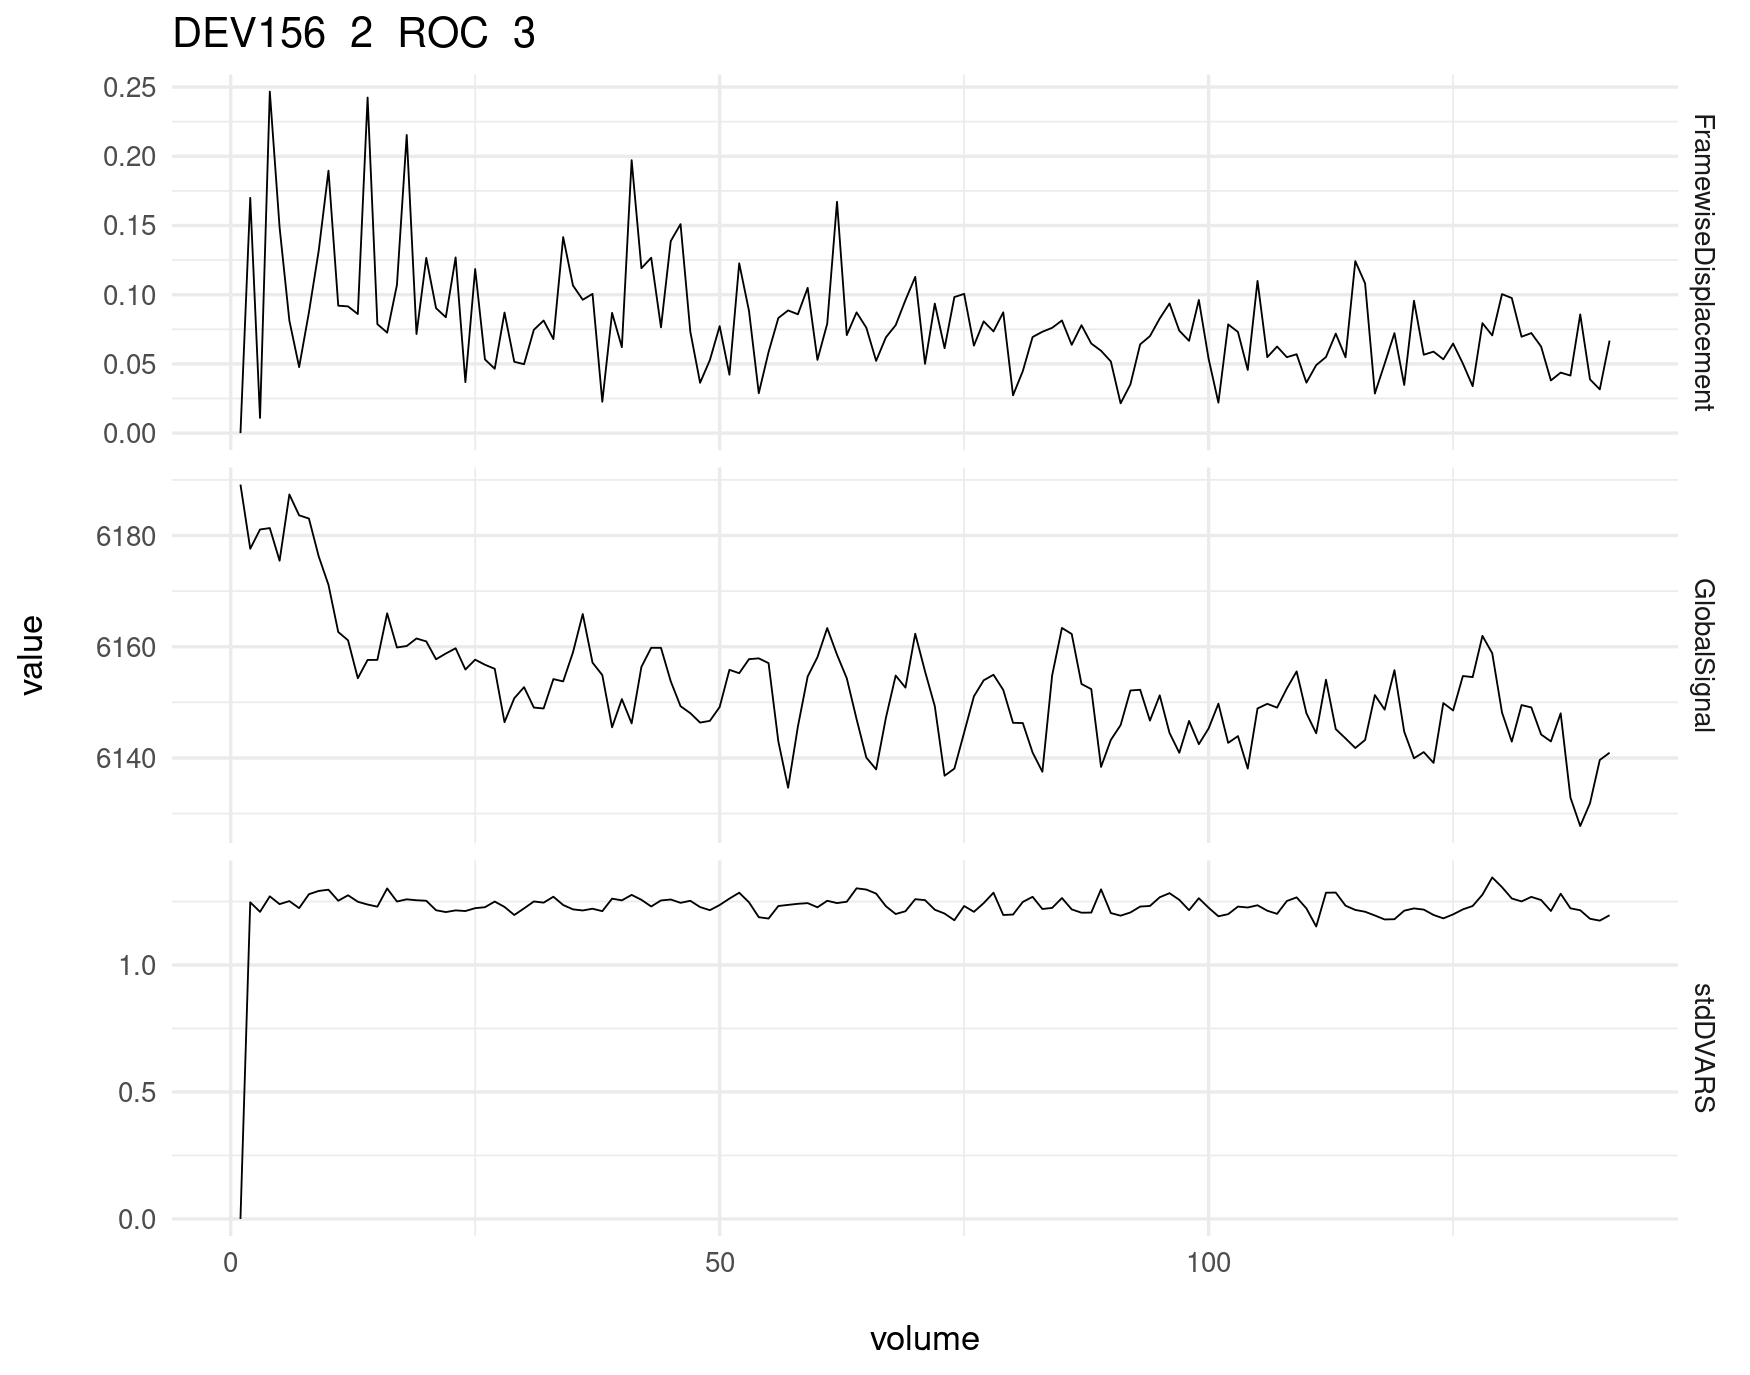 DEV156 2 ROC 3
0.25
0.20
0.15
0.10
0.05
0.00
FramewiseDisplacement
6180
6160
6140
GlobalSignal
value
1.0
0.5
0.0
stdDVARS
0 50 100
volume